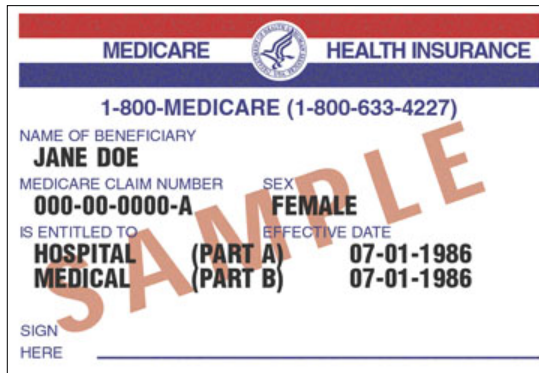 MEDICARE HEALTH INSURANCE
1-800-MEDICARE (1-800-633-4227)
NAME OF BENEFICIARY
JANE DOE
MEDICARE CLAIM NUMBER SEX
000-00-0000-A FEMALE
IS ENTITLED TO EFFECTIVE DATE
HOSPITAL (PART A) 07-01-1986
MEDICAL (PART B) 07-01-1986
SAMPLE
SIGN
HERE